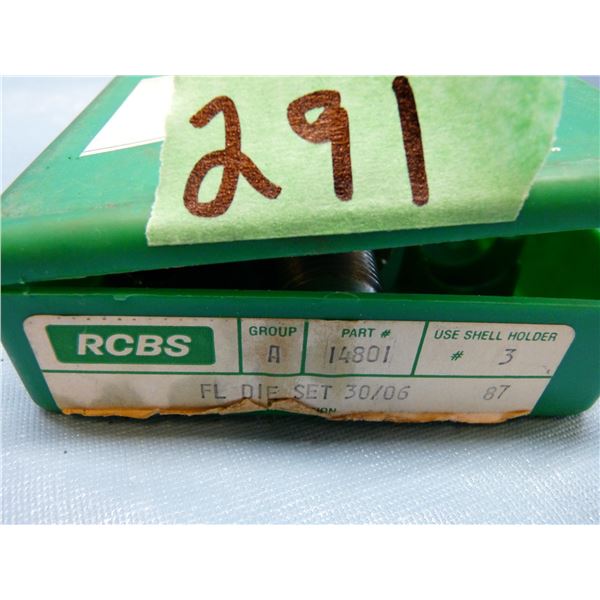 291
RCBS
GROUP
A
PART #
14801
USE SHELL HOLDER
# 3
FL DIE SET 30/06 87